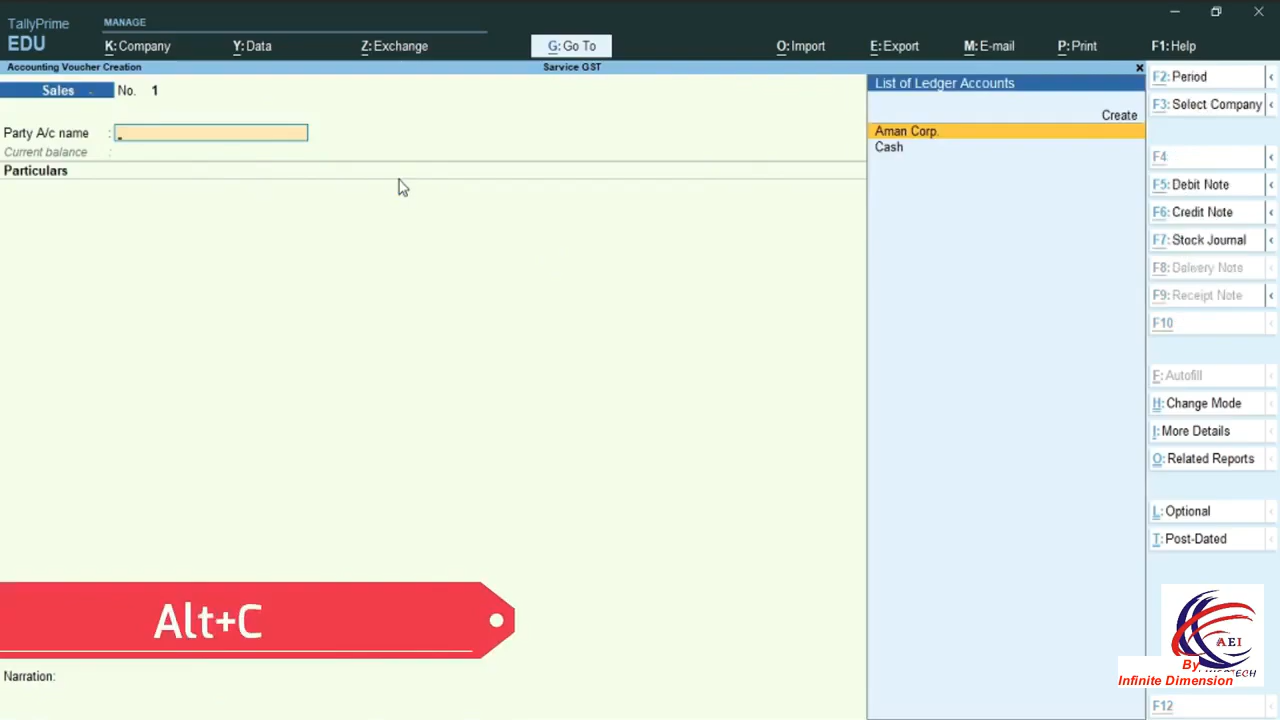 TallyPrime
EDU
MANAGE
K: Company
Y: Data
Z: Exchange
G: Go To
O: Import
E: Export
M: E-mail
P: Print
F1: Help
Accounting Voucher Creation
Sarvice GST
Sales
No. 1
Party A/c name :
Current balance :
Particulars
List of Ledger Accounts
Create
Aman Corp.
Cash
F2: Period
F3: Select Company
F4
F5: Debit Note
F6: Credit Note
F7: Stock Journal
F8: Delivery Note
F9: Receipt Note
F10
F: Autofill
H: Change Mode
I: More Details
O: Related Reports
L: Optional
T: Post-Dated
F12
Alt+C
Narration:
AEI
By
Infinite Dimension